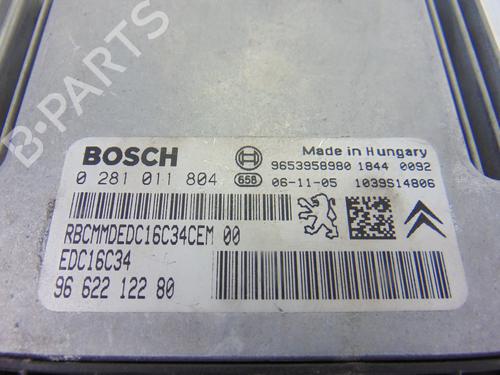 BOSCH
Made in Hungary
9653958980 1844 0092
0 281 011 804 658 06-11-05 1039S14806
RBCMMDEDC16C34CEM 00
EDC16C34
96 622 122 80
B-PARTS